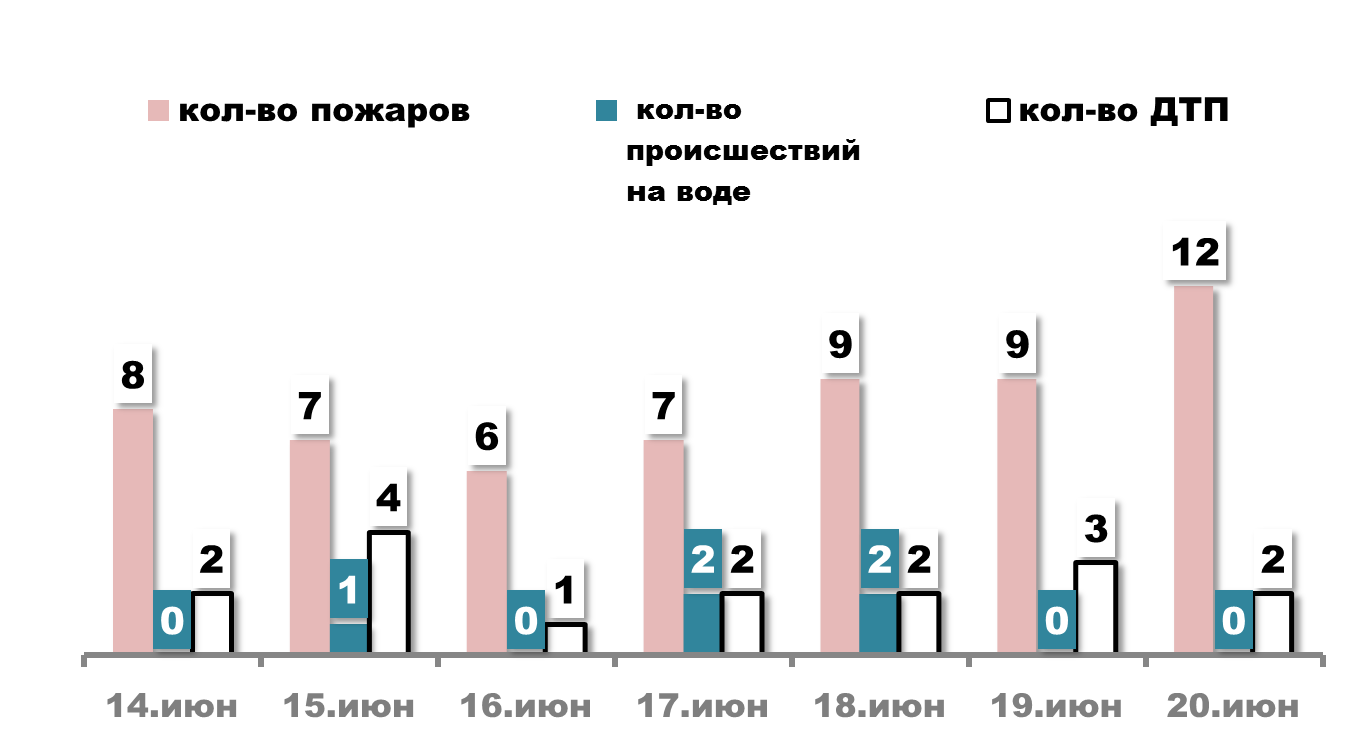 кол-во пожаров
кол-во
происшествий
на воде
кол-во ДТП
8 0 2
7 1 4
6 0 1
7 2 2
9 2 2
9 0 3
12 0 2
14.июн 15.июн 16.июн 17.июн 18.июн 19.июн 20.июн